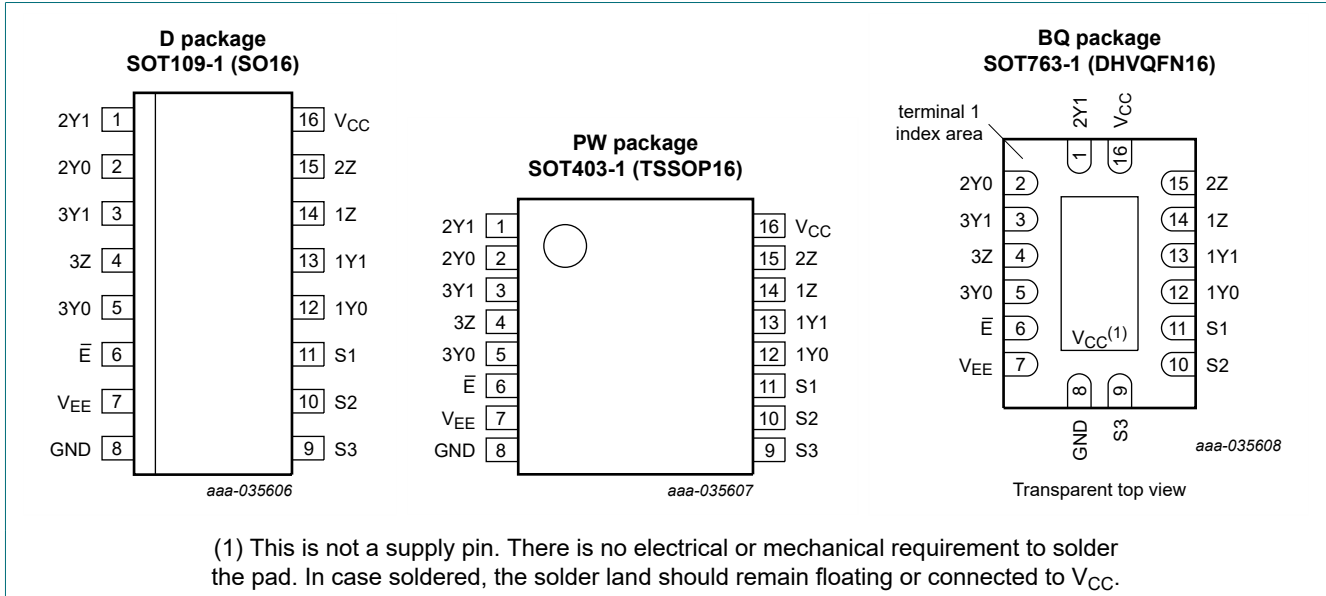 D package
SOT109-1 (SO16)
2Y1 1
2Y0 2
3Y1 3
3Z 4
3Y0 5
E̅ 6
VEE 7
GND 8
16 VCC
15 2Z
14 1Z
13 1Y1
12 1Y0
11 S1
10 S2
9 S3
aaa-035606
PW package
SOT403-1 (TSSOP16)
2Y1 1
2Y0 2
3Y1 3
3Z 4
3Y0 5
E̅ 6
VEE 7
GND 8
16 VCC
15 2Z
14 1Z
13 1Y1
12 1Y0
11 S1
10 S2
9 S3
aaa-035607
BQ package
SOT763-1 (DHVQFN16)
terminal 1
index area
2Y1 1
VCC 16
2Y0 2
3Y1 3
3Z 4
3Y0 5
E̅ 6
VEE 7
15 2Z
14 1Z
13 1Y1
12 1Y0
11 S1
10 S2
VCC(1)
8 GND
9 S3
aaa-035608
Transparent top view
(1) This is not a supply pin. There is no electrical or mechanical requirement to solder
the pad. In case soldered, the solder land should remain floating or connected to VCC.